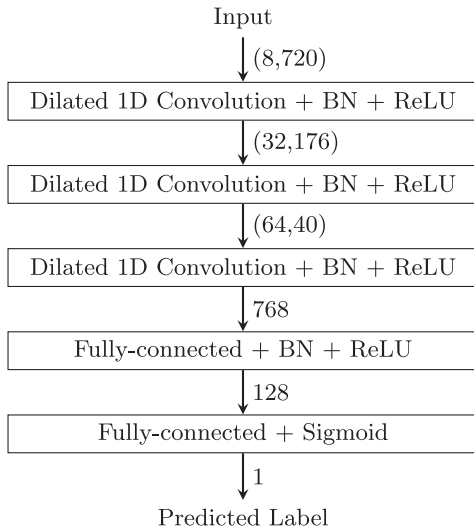 Input
(8,720)
Dilated 1D Convolution + BN + ReLU
(32,176)
Dilated 1D Convolution + BN + ReLU
(64,40)
Dilated 1D Convolution + BN + ReLU
768
Fully-connected + BN + ReLU
128
Fully-connected + Sigmoid
1
Predicted Label